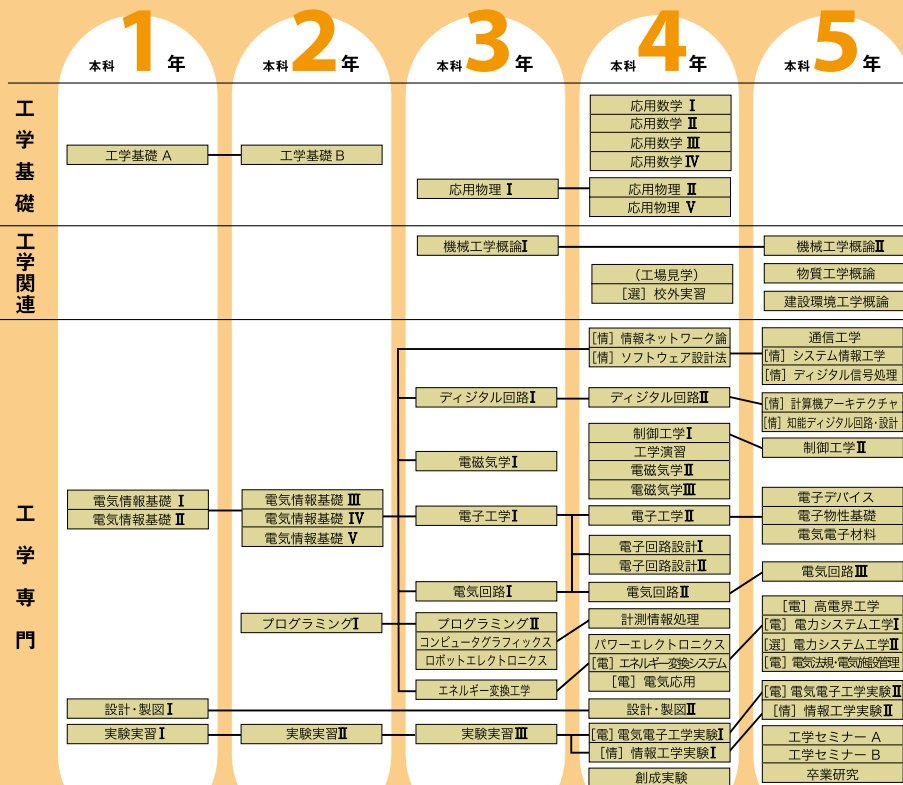 本科 1 年
本科 2 年
本科 3 年
本科 4 年
本科 5 年
工学基礎
工学基礎 A
工学基礎 B
応用物理 Ⅰ
応用数学 Ⅰ
応用数学 Ⅱ
応用数学 Ⅲ
応用数学 Ⅳ
応用物理 Ⅱ
応用物理 Ⅴ
工学関連
機械工学概論Ⅰ
(工場見学)
[選] 校外実習
機械工学概論Ⅱ
物質工学概論
建設環境工学概論
工学専門
電気情報基礎 Ⅰ
電気情報基礎 Ⅱ
設計・製図Ⅰ
実験実習Ⅰ
電気情報基礎 Ⅲ
電気情報基礎 Ⅳ
電気情報基礎 Ⅴ
プログラミングⅠ
実験実習Ⅱ
ディジタル回路Ⅰ
電磁気学Ⅰ
電子工学Ⅰ
電気回路Ⅰ
プログラミングⅡ
コンピュータグラフィックス
ロボットエレクトロニクス
エネルギー変換工学
実験実習Ⅲ
[情] 情報ネットワーク論
[情] ソフトウェア設計法
ディジタル回路Ⅱ
制御工学Ⅰ
工学演習
電磁気学Ⅱ
電磁気学Ⅲ
電子工学Ⅱ
電子回路設計Ⅰ
電子回路設計Ⅱ
電気回路Ⅱ
計測情報処理
パワーエレクトロニクス
[電] エネルギー変換システム
[電] 電気応用
設計・製図Ⅱ
[電] 電気電子工学実験Ⅰ
[情] 情報工学実験Ⅰ
創成実験
通信工学
[情] システム情報工学
[情] ディジタル信号処理
[情] 計算機アーキテクチャ
[情] 知能ディジタル回路・設計
制御工学Ⅱ
電子デバイス
電子物性基礎
電気電子材料
電気回路Ⅲ
[電] 高電界工学
[電] 電力システム工学Ⅰ
[選] 電力システム工学Ⅱ
[電] 電気法規・電気施設管理
[電] 電気電子工学実験Ⅱ
[情] 情報工学実験Ⅱ
工学セミナー A
工学セミナー B
卒業研究